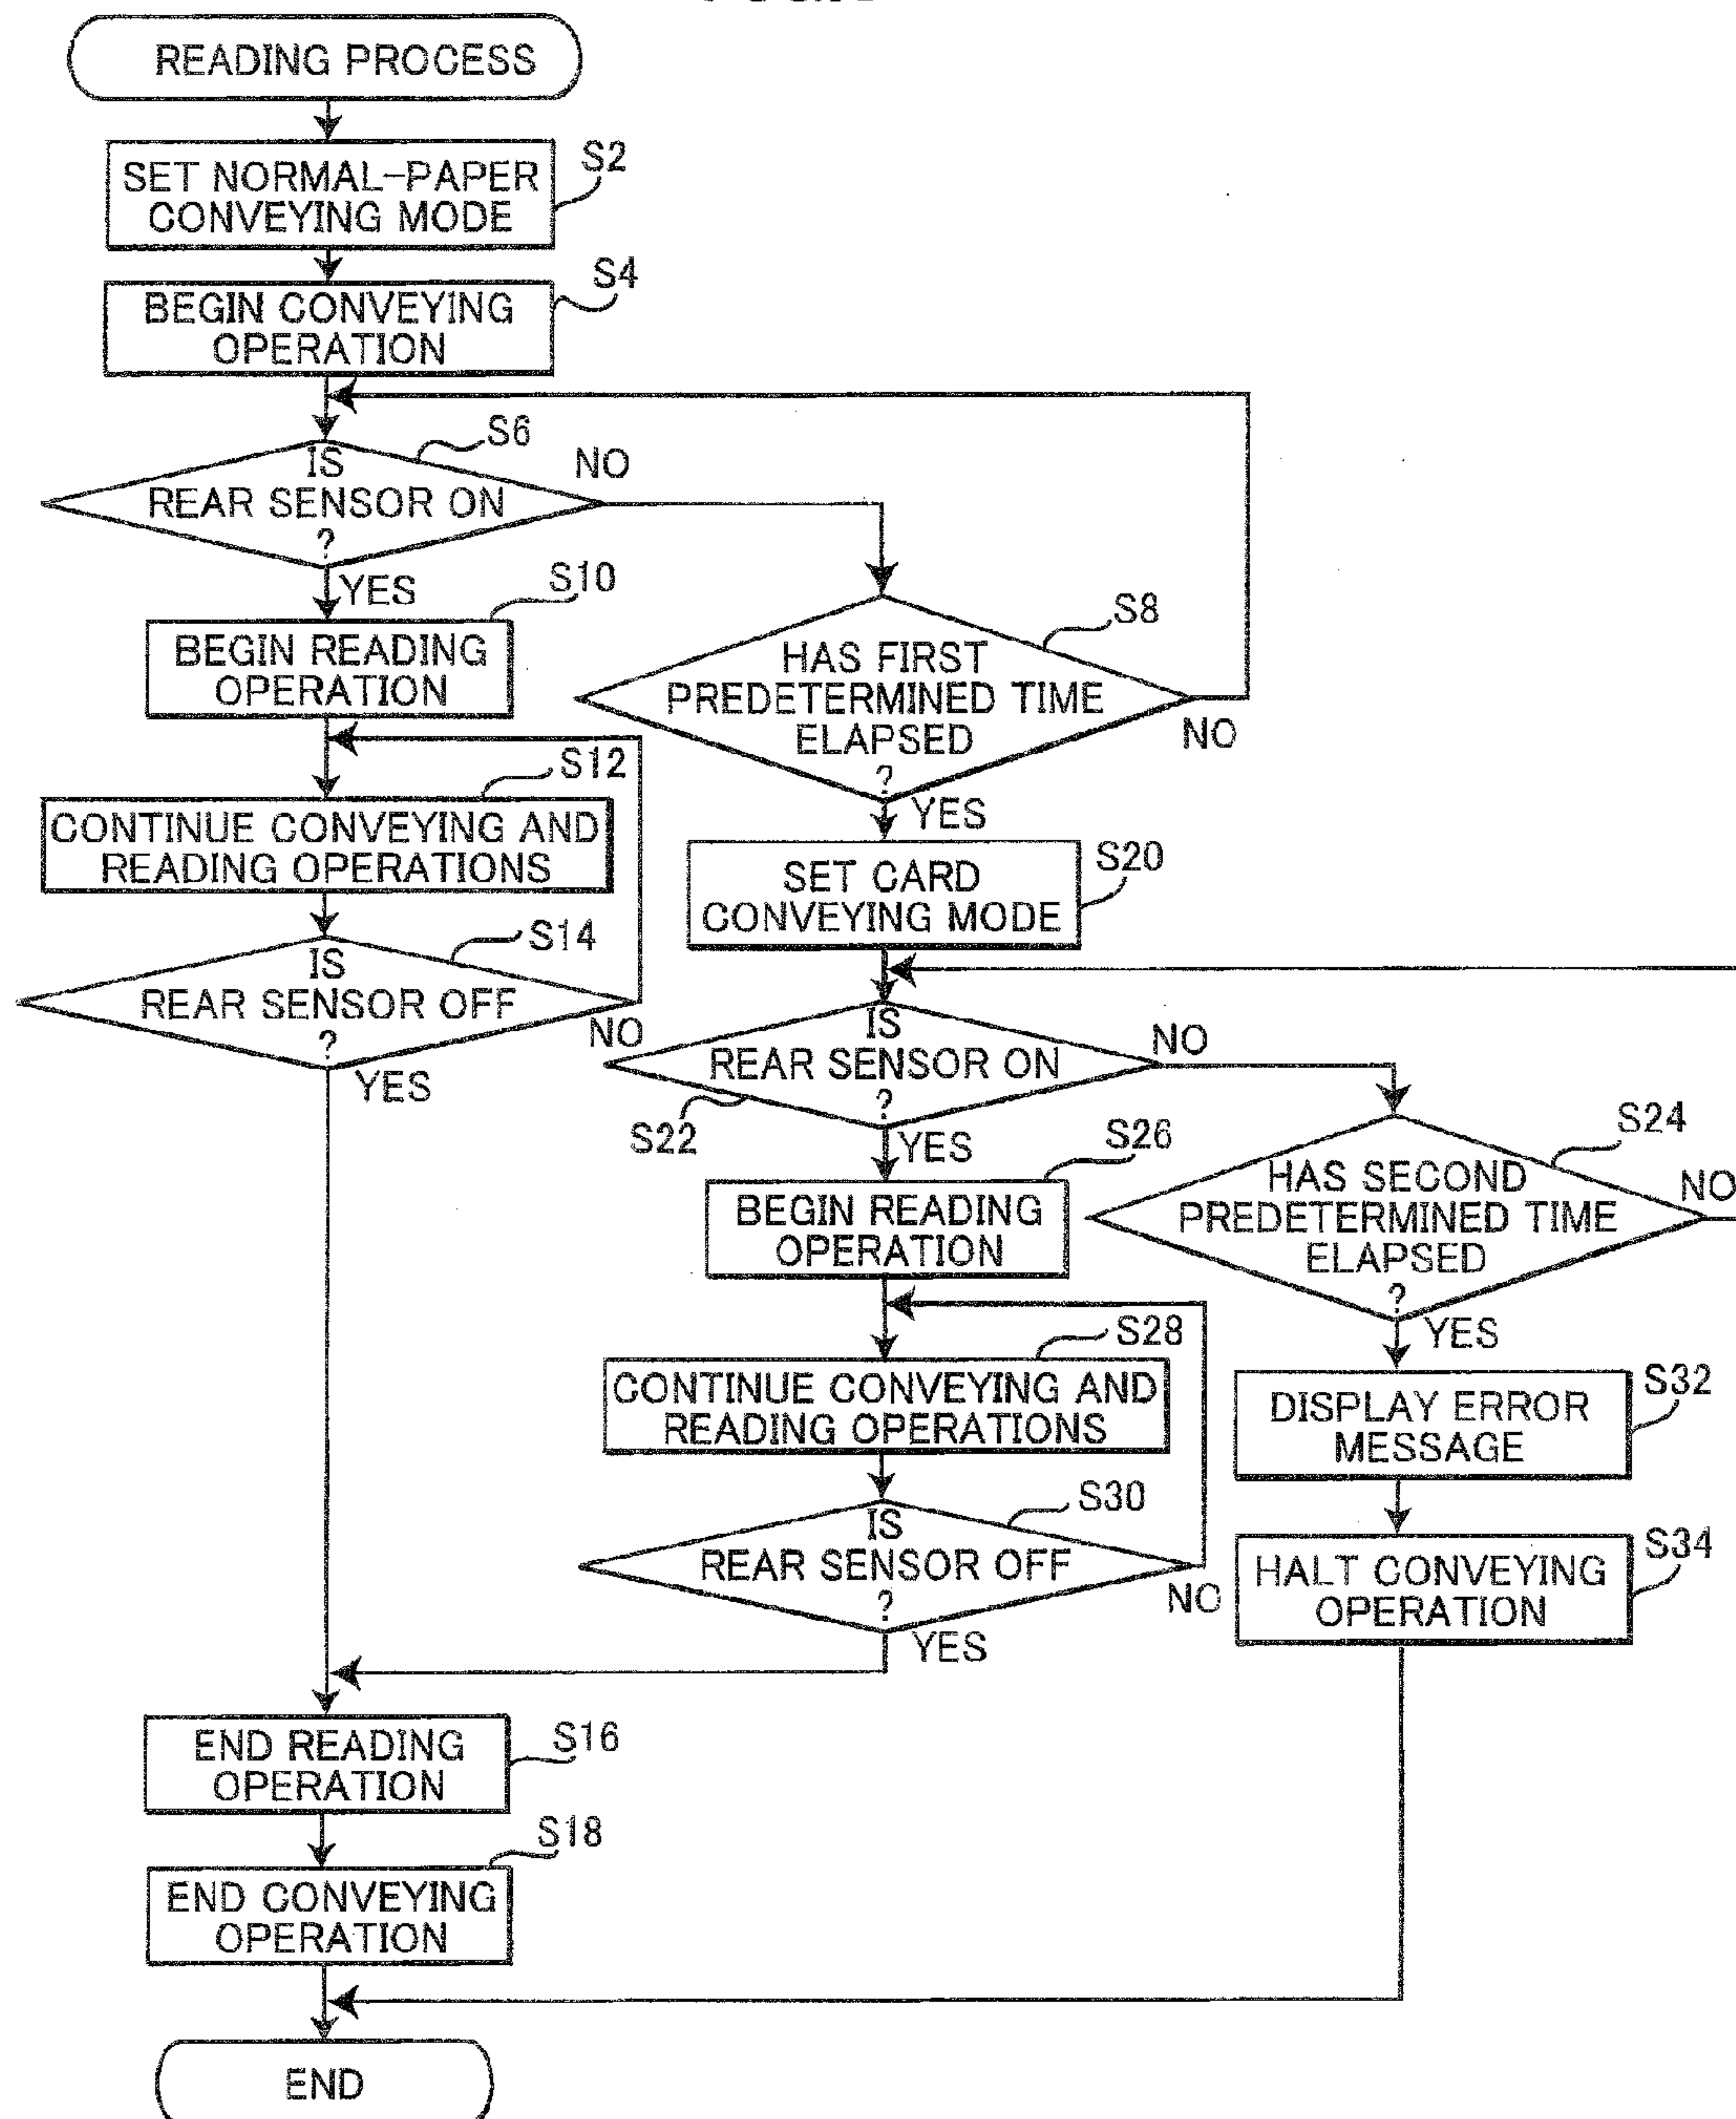 READING PROCESS
SET NORMAL-PAPER
CONVEYING MODE
S2
BEGIN CONVEYING
OPERATION
S4
IS
REAR SENSOR ON
?
S6
NO
YES
HAS FIRST
PREDETERMINED TIME
ELAPSED
?
S8
NO
YES
BEGIN READING
OPERATION
S10
CONTINUE CONVEYING AND
READING OPERATIONS
S12
IS
REAR SENSOR OFF
?
S14
NO
YES
SET CARD
CONVEYING MODE
S20
IS
REAR SENSOR ON
?
S22
NO
YES
HAS SECOND
PREDETERMINED TIME
ELAPSED
?
S24
NO
YES
BEGIN READING
OPERATION
S26
CONTINUE CONVEYING AND
READING OPERATIONS
S28
IS
REAR SENSOR OFF
?
S30
NO
YES
DISPLAY ERROR
MESSAGE
S32
HALT CONVEYING
OPERATION
S34
END READING
OPERATION
S16
END CONVEYING
OPERATION
S18
END